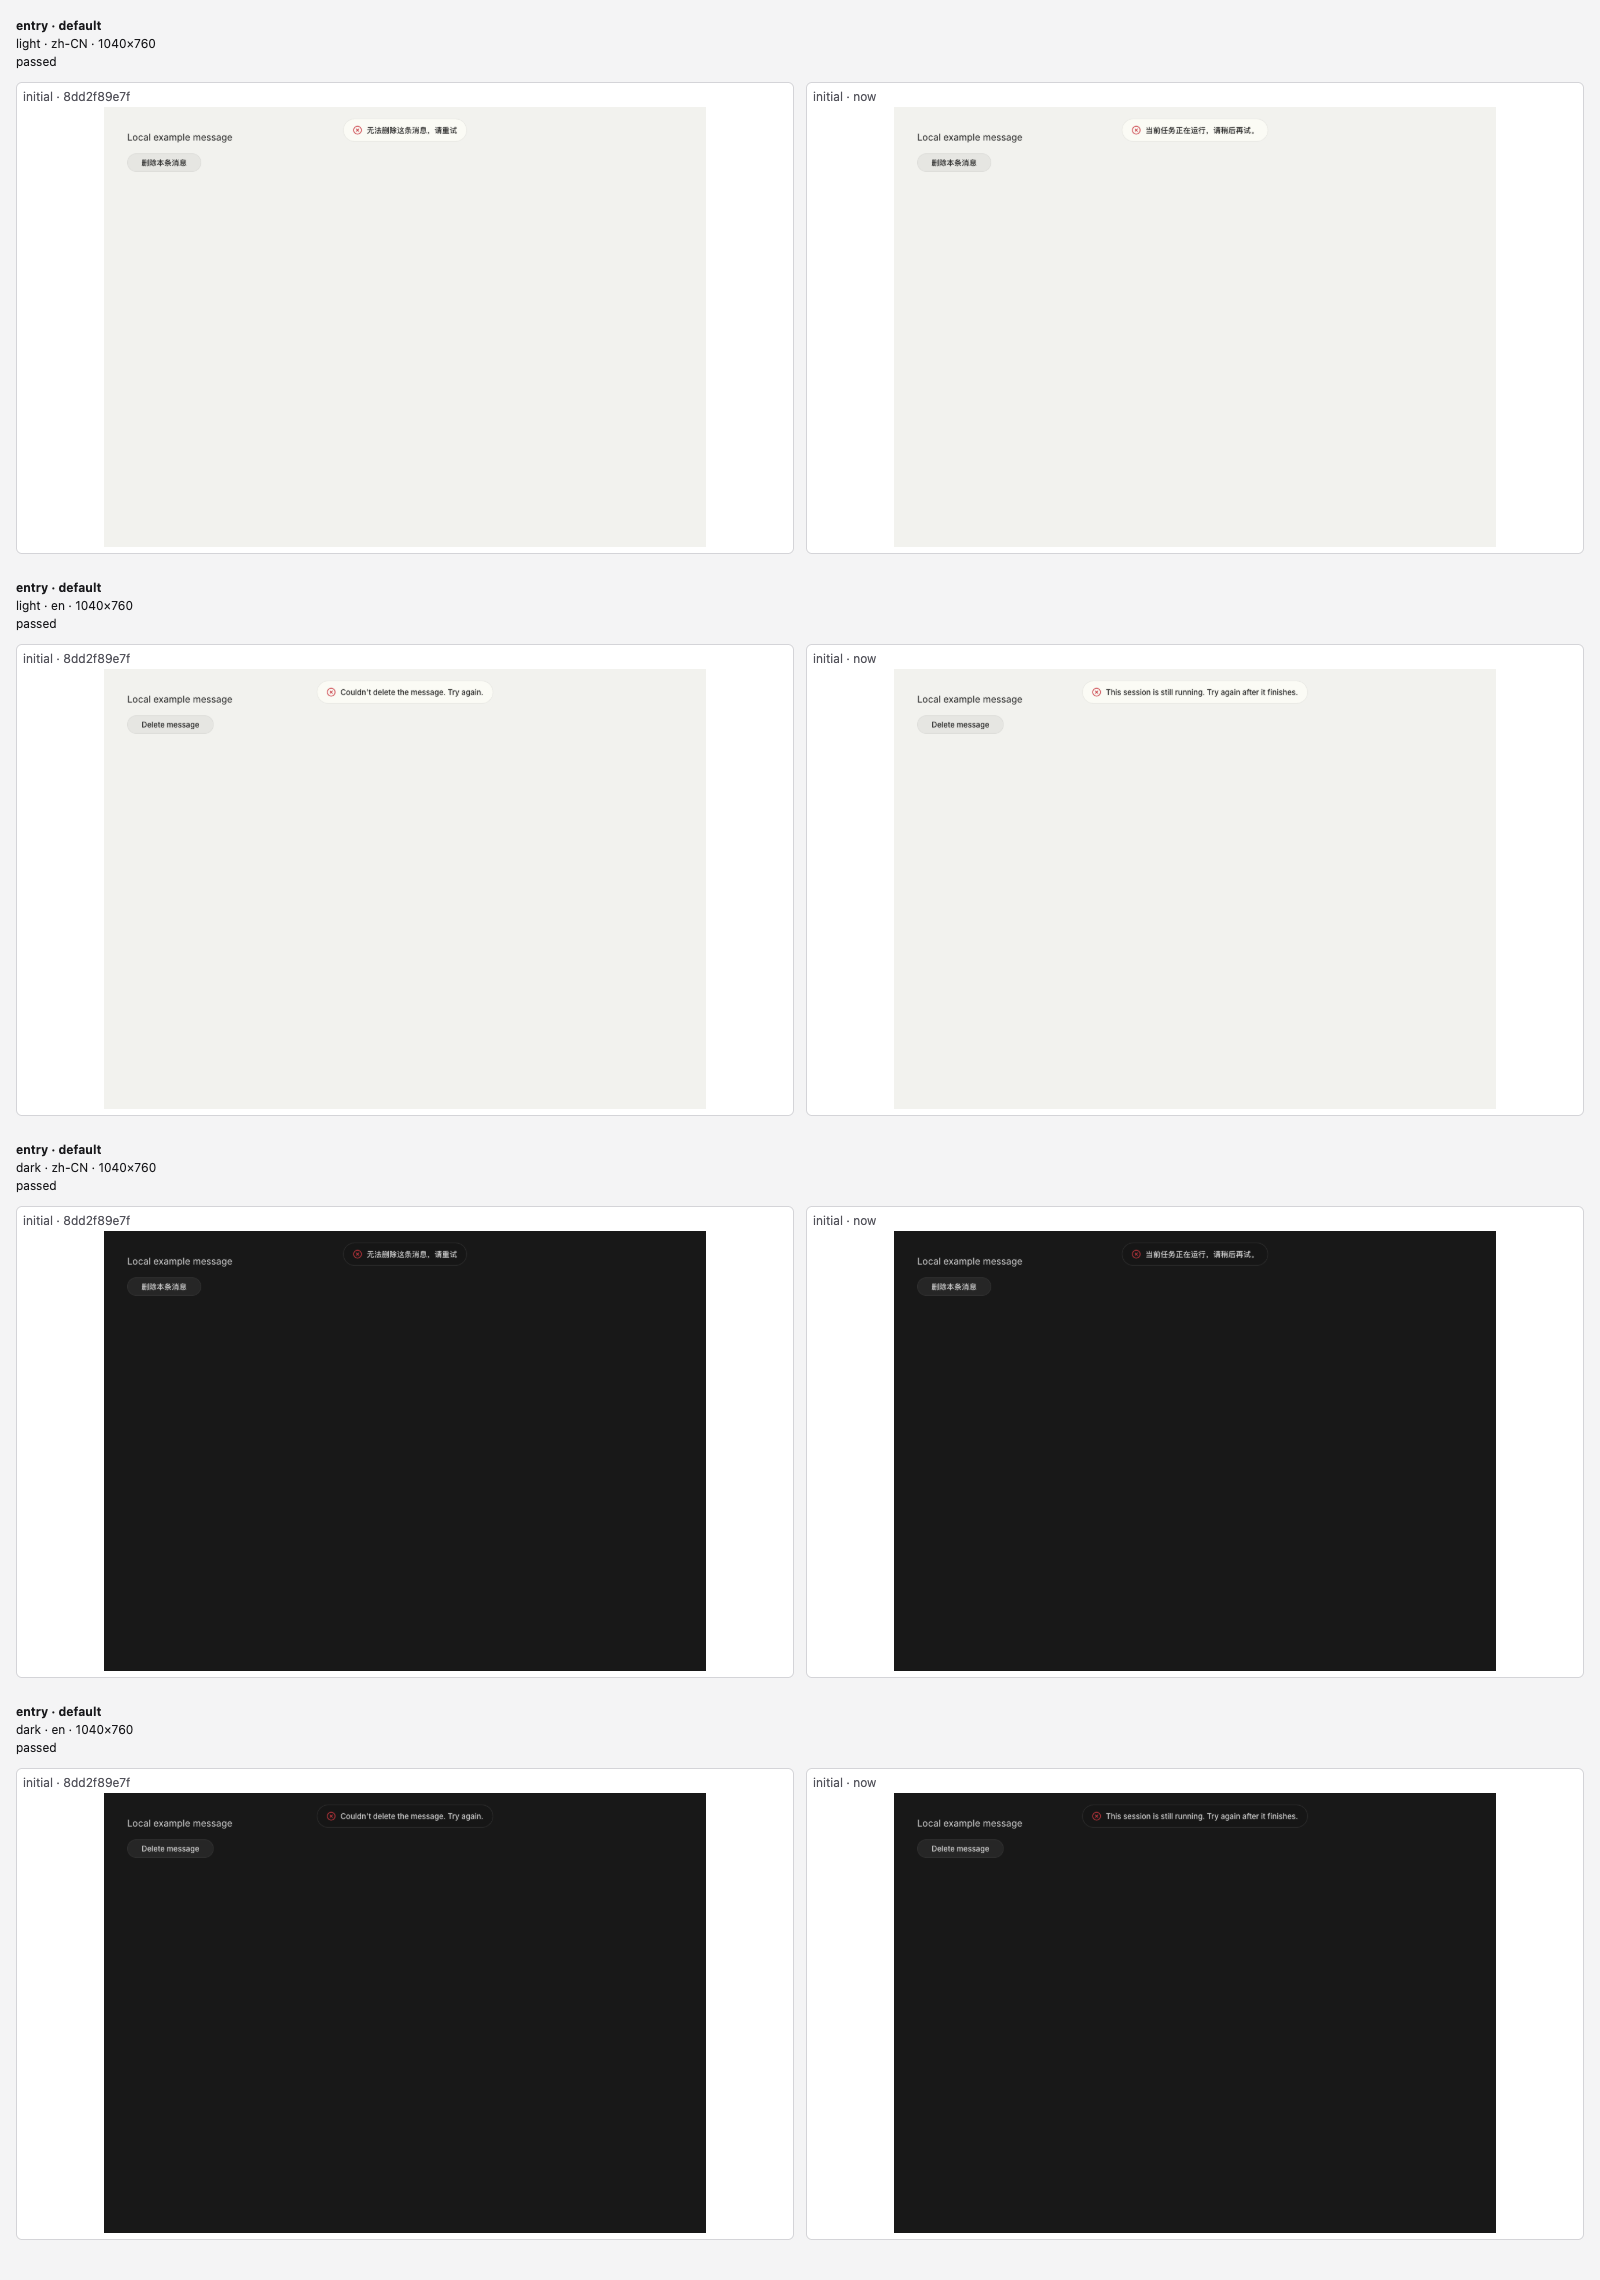 entry · default
light · zh-CN · 1040×760
passed
initial · 8dd2f89e7f
无法删除这条消息，请重试
Local example message
删除本条消息
initial · now
当前任务正在运行，请稍后再试。
Local example message
删除本条消息
entry · default
light · en · 1040×760
passed
initial · 8dd2f89e7f
Couldn't delete the message. Try again.
Local example message
Delete message
initial · now
This session is still running. Try again after it finishes.
Local example message
Delete message
entry · default
dark · zh-CN · 1040×760
passed
initial · 8dd2f89e7f
无法删除这条消息，请重试
Local example message
删除本条消息
initial · now
当前任务正在运行，请稍后再试。
Local example message
删除本条消息
entry · default
dark · en · 1040×760
passed
initial · 8dd2f89e7f
Couldn't delete the message. Try again.
Local example message
Delete message
initial · now
This session is still running. Try again after it finishes.
Local example message
Delete message